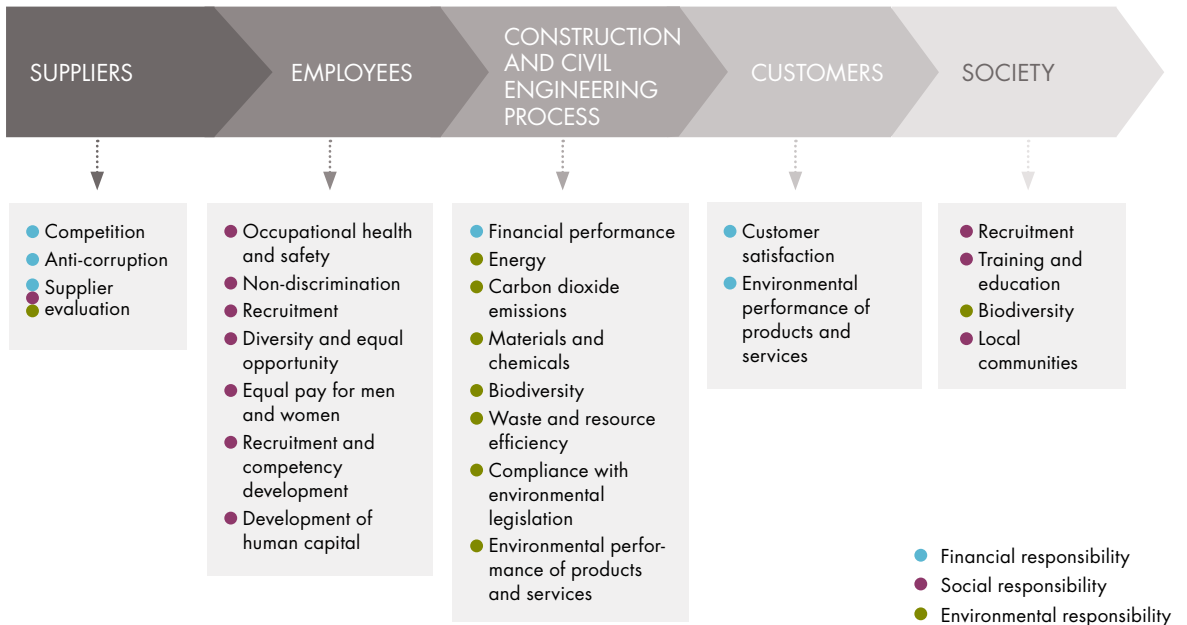 SUPPLIERS
EMPLOYEES
CONSTRUCTION
AND CIVIL
ENGINEERING
PROCESS
CUSTOMERS
SOCIETY
Competition
Anti-corruption
Supplier
evaluation
Occupational health
and safety
Non-discrimination
Recruitment
Diversity and equal
opportunity
Equal pay for men
and women
Recruitment and
competency
development
Development of
human capital
Financial performance
Energy
Carbon dioxide
emissions
Materials and
chemicals
Biodiversity
Waste and resource
efficiency
Compliance with
environmental
legislation
Environmental perfor-
mance of products
and services
Customer
satisfaction
Environmental
performance of
products and
services
Recruitment
Training and
education
Biodiversity
Local
communities
Financial responsibility
Social responsibility
Environmental responsibility